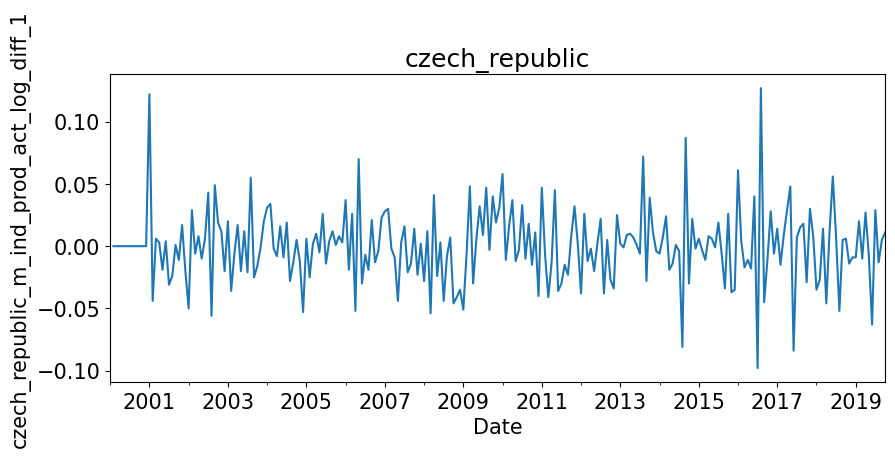 czech_republic
czech_republic_m_ind_prod_act_log_diff_1
0.10
0.05
0.00
−0.05
−0.10
2001 2003 2005 2007 2009 2011 2013 2015 2017 2019
Date